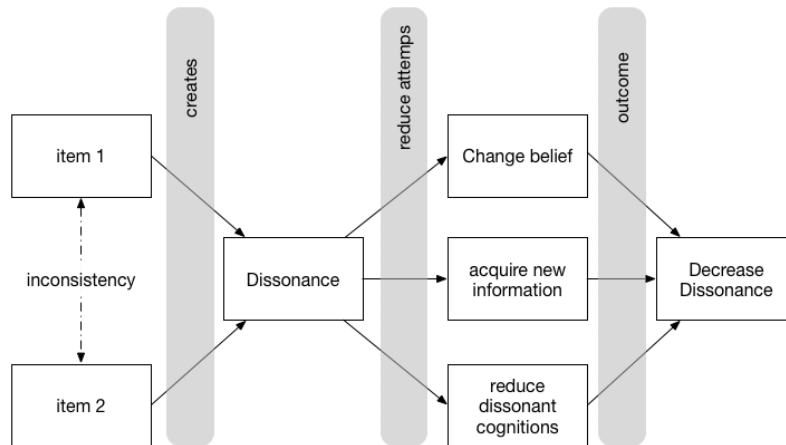 creates
reduce attemps
outcome
item 1
Change belief
inconsistency
Dissonance
acquire new
information
Decrease
Dissonance
item 2
reduce
dissonant
cognitions